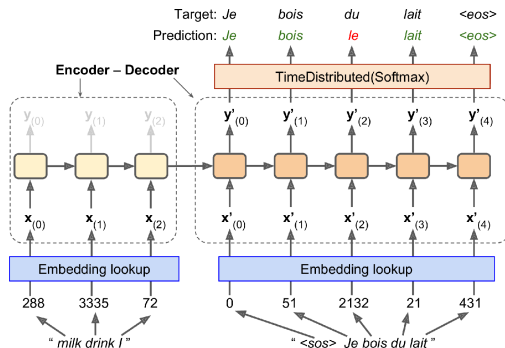 Target: Je bois du lait <eos>
Prediction: Je bois le lait <eos>
TimeDistributed(Softmax)
Encoder – Decoder
y(0) y(1) y(2) y'(0) y'(1) y'(2) y'(3) y'(4)
x(0) x(1) x(2) x'(0) x'(1) x'(2) x'(3) x'(4)
Embedding lookup Embedding lookup
288 3335 72 0 51 2132 21 431
“ milk drink I ” “ <sos> Je bois du lait ”